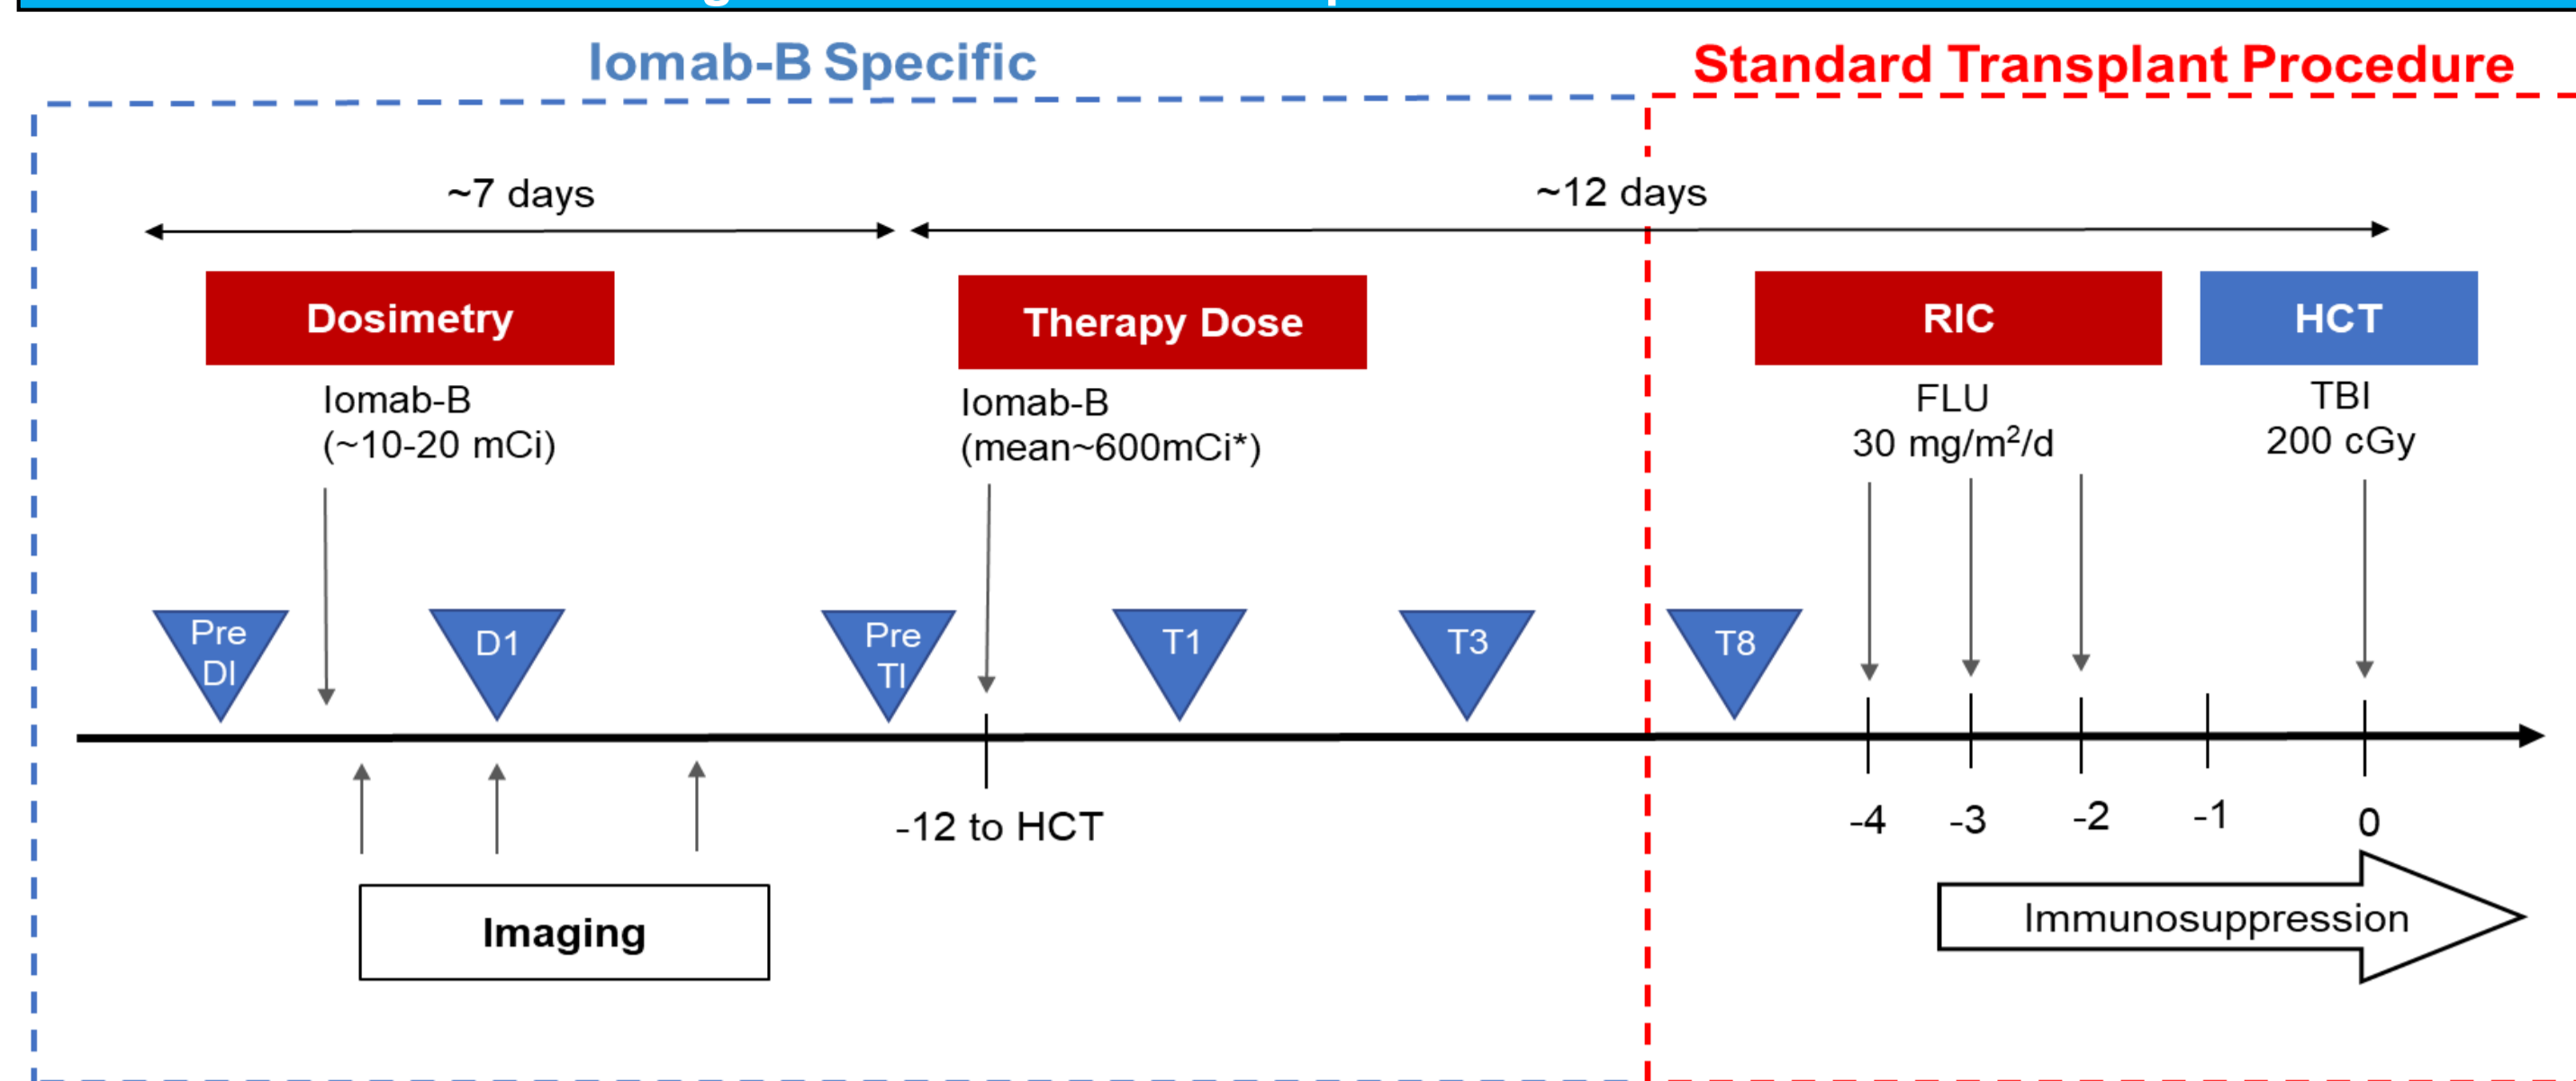 Iomab-B Specific
Standard Transplant Procedure
~7 days
~12 days
Dosimetry
Therapy Dose
RIC
HCT
Iomab-B
(~10-20 mCi)
Iomab-B
(mean~600mCi*)
FLU
30 mg/m²/d
TBI
200 cGy
Pre
DI
D1
Pre
TI
T1
T3
T8
-12 to HCT
-4
-3
-2
-1
0
Imaging
Immunosuppression